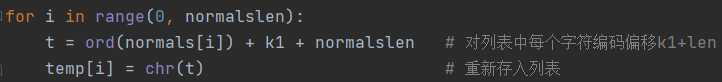 for i in range(0, normalslen):
    t = ord(normals[i]) + k1 + normalslen   # 对列表中每个字符编码偏移k1+len
    temp[i] = chr(t)                        # 重新存入列表